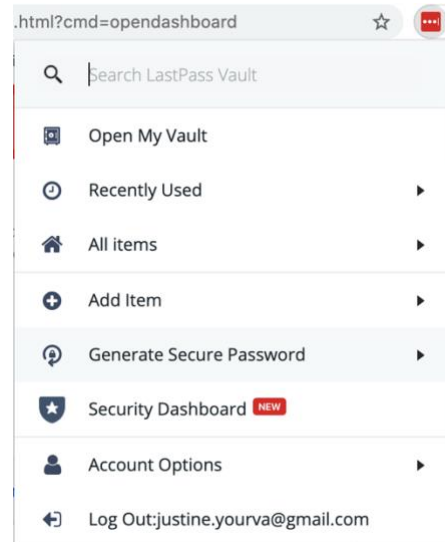 .html?cmd=opendashboard
Search LastPass Vault
Open My Vault
Recently Used
All items
Add Item
Generate Secure Password
Security Dashboard NEW
Account Options
Log Out:justine.yourva@gmail.com